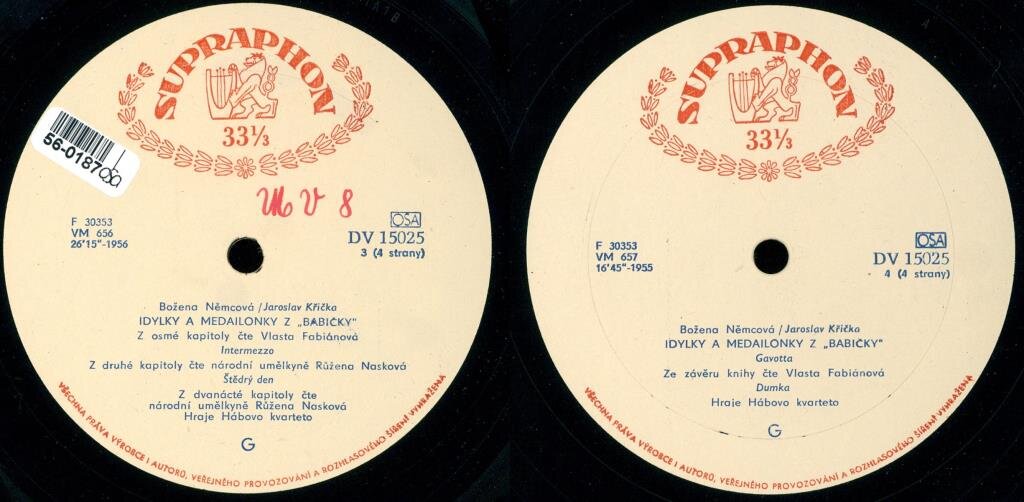 SUPRAPHON
33⅓
56-0187
OSA
UV 8
F 30353
VM 656
26'15"-1956
OSA
DV 15025
3 (4 strany)
Božena Němcová / Jaroslav Křička
IDYLKY A MEDAILONKY Z „BABIČKY"
Z osmé kapitoly čte Vlasta Fabiánová
Intermezzo
Z druhé kapitoly čte národní umělkyně Růžena Nasková
Štědrý den
Z dvanácté kapitoly čte
národní umělkyně Růžena Nasková
Hraje Hábovo kvarteto
G
VŠECHNA PRÁVA VÝROBCE I AUTORŮ, VEŘEJNÉHO PROVOZOVÁNÍ A ROZHLASOVÉHO ŠÍŘENÍ VYHRAŽENA
SUPRAPHON
33⅓
F 30353
VM 657
16'45"-1955
OSA
DV 15025
4 (4 strany)
Božena Němcová / Jaroslav Křička
IDYLKY A MEDAILONKY Z „BABIČKY"
Gavotta
Ze závěru knihy čte Vlasta Fabiánová
Dumka
Hraje Hábovo kvarteto
G
VŠECHNA PRÁVA VÝROBCE I AUTORŮ, VEŘEJNÉHO PROVOZOVÁNÍ A ROZHLASOVÉHO ŠÍŘENÍ VYHRAŽENA